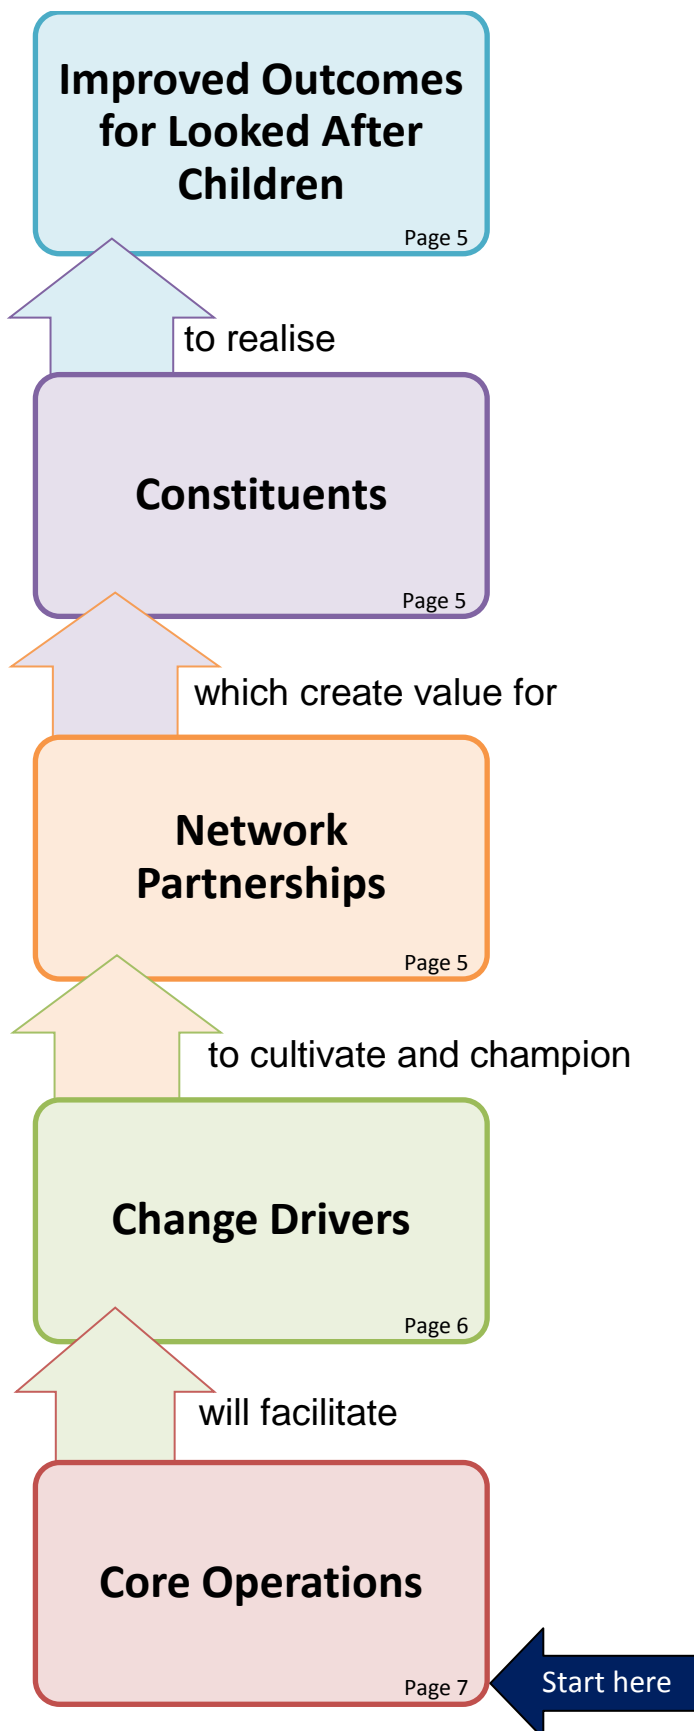 Improved Outcomes
for Looked After
Children
Page 5
to realise
Constituents
Page 5
which create value for
Network
Partnerships
Page 5
to cultivate and champion
Change Drivers
Page 6
will facilitate
Core Operations
Page 7
Start here